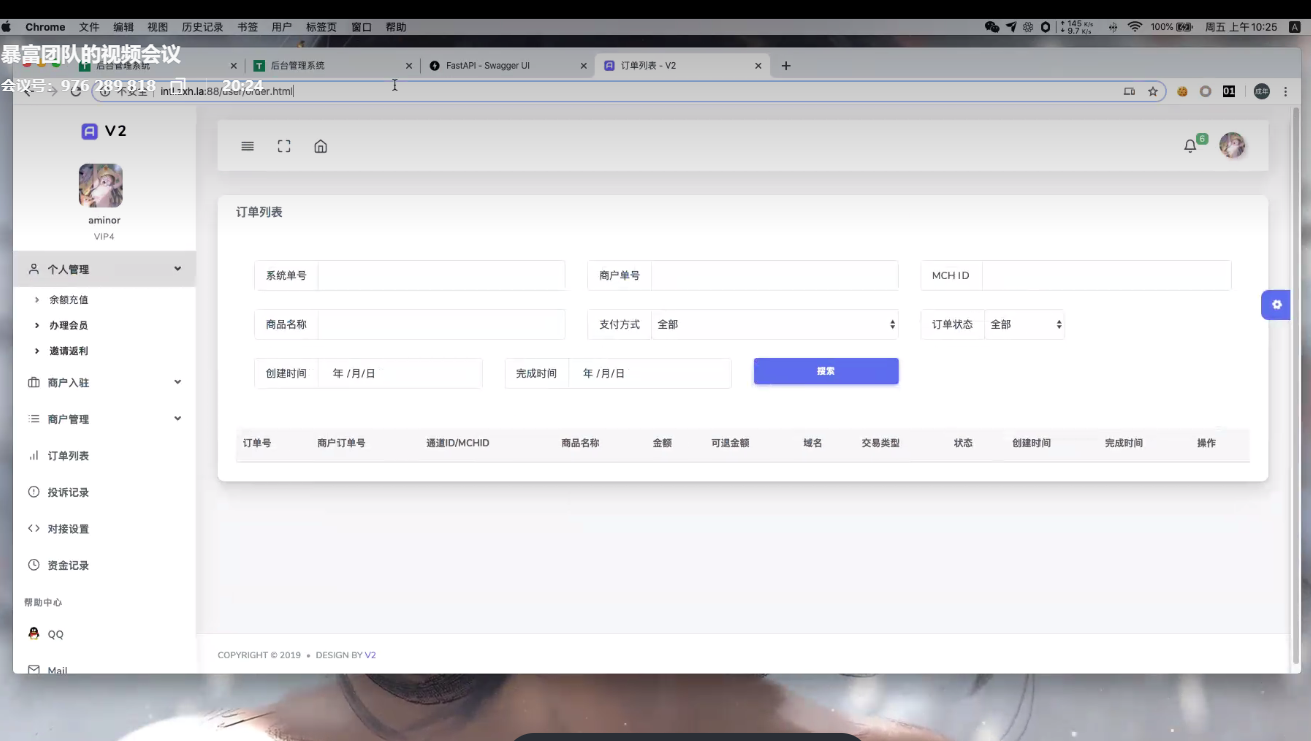 Chrome 文件 编辑 视图 历史记录 书签 用户 标签页 窗口 帮助 145 K/s 9.7 K/s 100% 周五 上午10:25 A
暴富团队的视频会议
后台管理系统 后台管理系统 FastAPI - Swagger UI 订单列表 - V2
会议号：976 289 818 20:24
不安全 :88/user/order.html 01
V2
6
aminor
VIP4
订单列表
个人管理
系统单号 商户单号 MCH ID
余额充值
商品名称 支付方式 全部 订单状态 全部
办理会员
邀请返利
创建时间 年 /月/日 完成时间 年 /月/日 搜索
商户入驻
商户管理
订单号 商户订单号 通道ID/MCHID 商品名称 金额 可退金额 域名 交易类型 状态 创建时间 完成时间 操作
订单列表
投诉记录
对接设置
资金记录
帮助中心
QQ
COPYRIGHT © 2019 • DESIGN BY V2
Mail